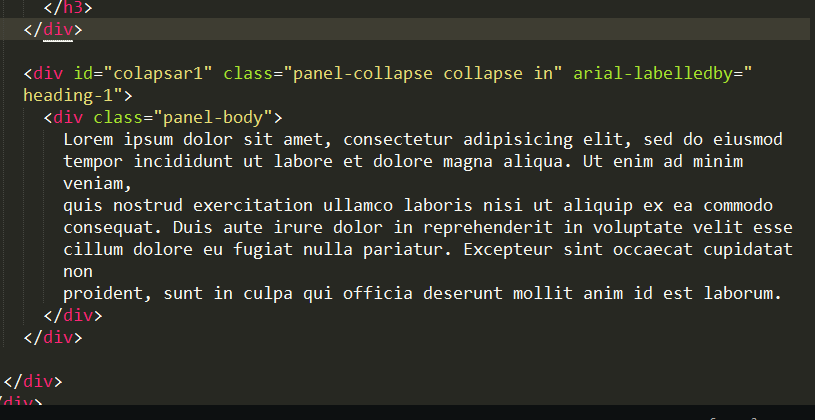 </h3>
</div>
<div id="colapsar1" class="panel-collapse collapse in" arial-labelledby="
heading-1">
<div class="panel-body">
Lorem ipsum dolor sit amet, consectetur adipisicing elit, sed do eiusmod
tempor incididunt ut labore et dolore magna aliqua. Ut enim ad minim
veniam,
quis nostrud exercitation ullamco laboris nisi ut aliquip ex ea commodo
consequat. Duis aute irure dolor in reprehenderit in voluptate velit esse
cillum dolore eu fugiat nulla pariatur. Excepteur sint occaecat cupidatat
non
proident, sunt in culpa qui officia deserunt mollit anim id est laborum.
</div>
</div>
</div>
/div>